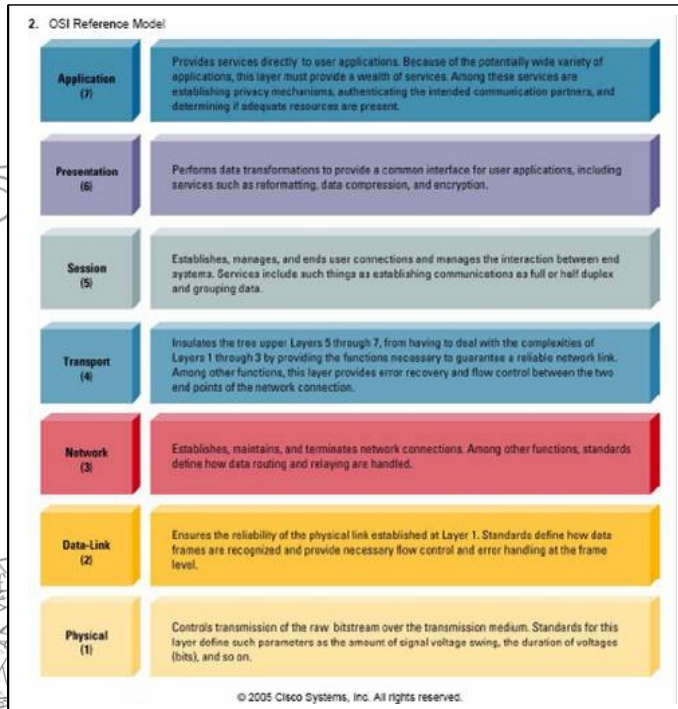 2. OSI Reference Model
Application
(7)
Provides services directly to user applications. Because of the potentially wide variety of
applications, this layer must provide a wealth of services. Among these services are
establishing privacy mechanisms, authenticating the intended communication partners, and
determining if adequate resources are present.
Presentation
(6)
Performs data transformations to provide a common interface for user applications, including
services such as reformatting, data compression, and encryption.
Session
(5)
Establishes, manages, and ends user connections and manages the interaction between end
systems. Services include such things as establishing communications as full or half duplex
and grouping data.
Transport
(4)
Insulates the tree upper Layers 5 through 7, from having to deal with the complexities of
Layers 1 through 3 by providing the functions necessary to guarantee a reliable network link.
Among other functions, this layer provides error recovery and flow control between the two
end points of the network connection.
Network
(3)
Establishes, maintains, and terminates network connections. Among other functions, standards
define how data routing and relaying are handled.
Data-Link
(2)
Ensures the reliability of the physical link established at Layer 1. Standards define how data
frames are recognized and provide necessary flow control and error handling at the frame
level.
Physical
(1)
Controls transmission of the raw bitstream over the transmission medium. Standards for this
layer define such parameters as the amount of signal voltage swing, the duration of voltages
(bits), and so on.
© 2005 Cisco Systems, Inc. All rights reserved.